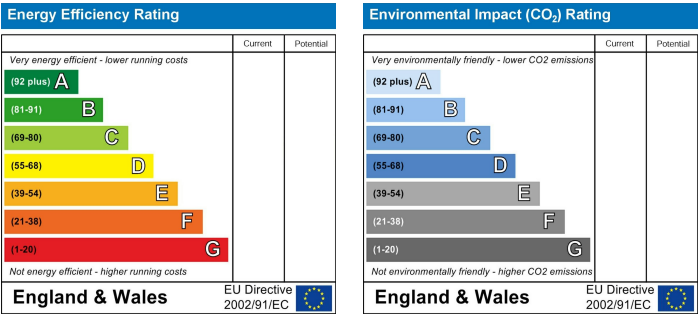 Energy Efficiency Rating
Current Potential
Very energy efficient - lower running costs
(92 plus) A
(81-91) B
(69-80) C
(55-68) D
(39-54) E
(21-38) F
(1-20) G
Not energy efficient - higher running costs
England & Wales
EU Directive
2002/91/EC
Environmental Impact (CO₂) Rating
Current Potential
Very environmentally friendly - lower CO2 emissions
(92 plus) A
(81-91) B
(69-80) C
(55-68) D
(39-54) E
(21-38) F
(1-20) G
Not environmentally friendly - higher CO2 emissions
England & Wales
EU Directive
2002/91/EC